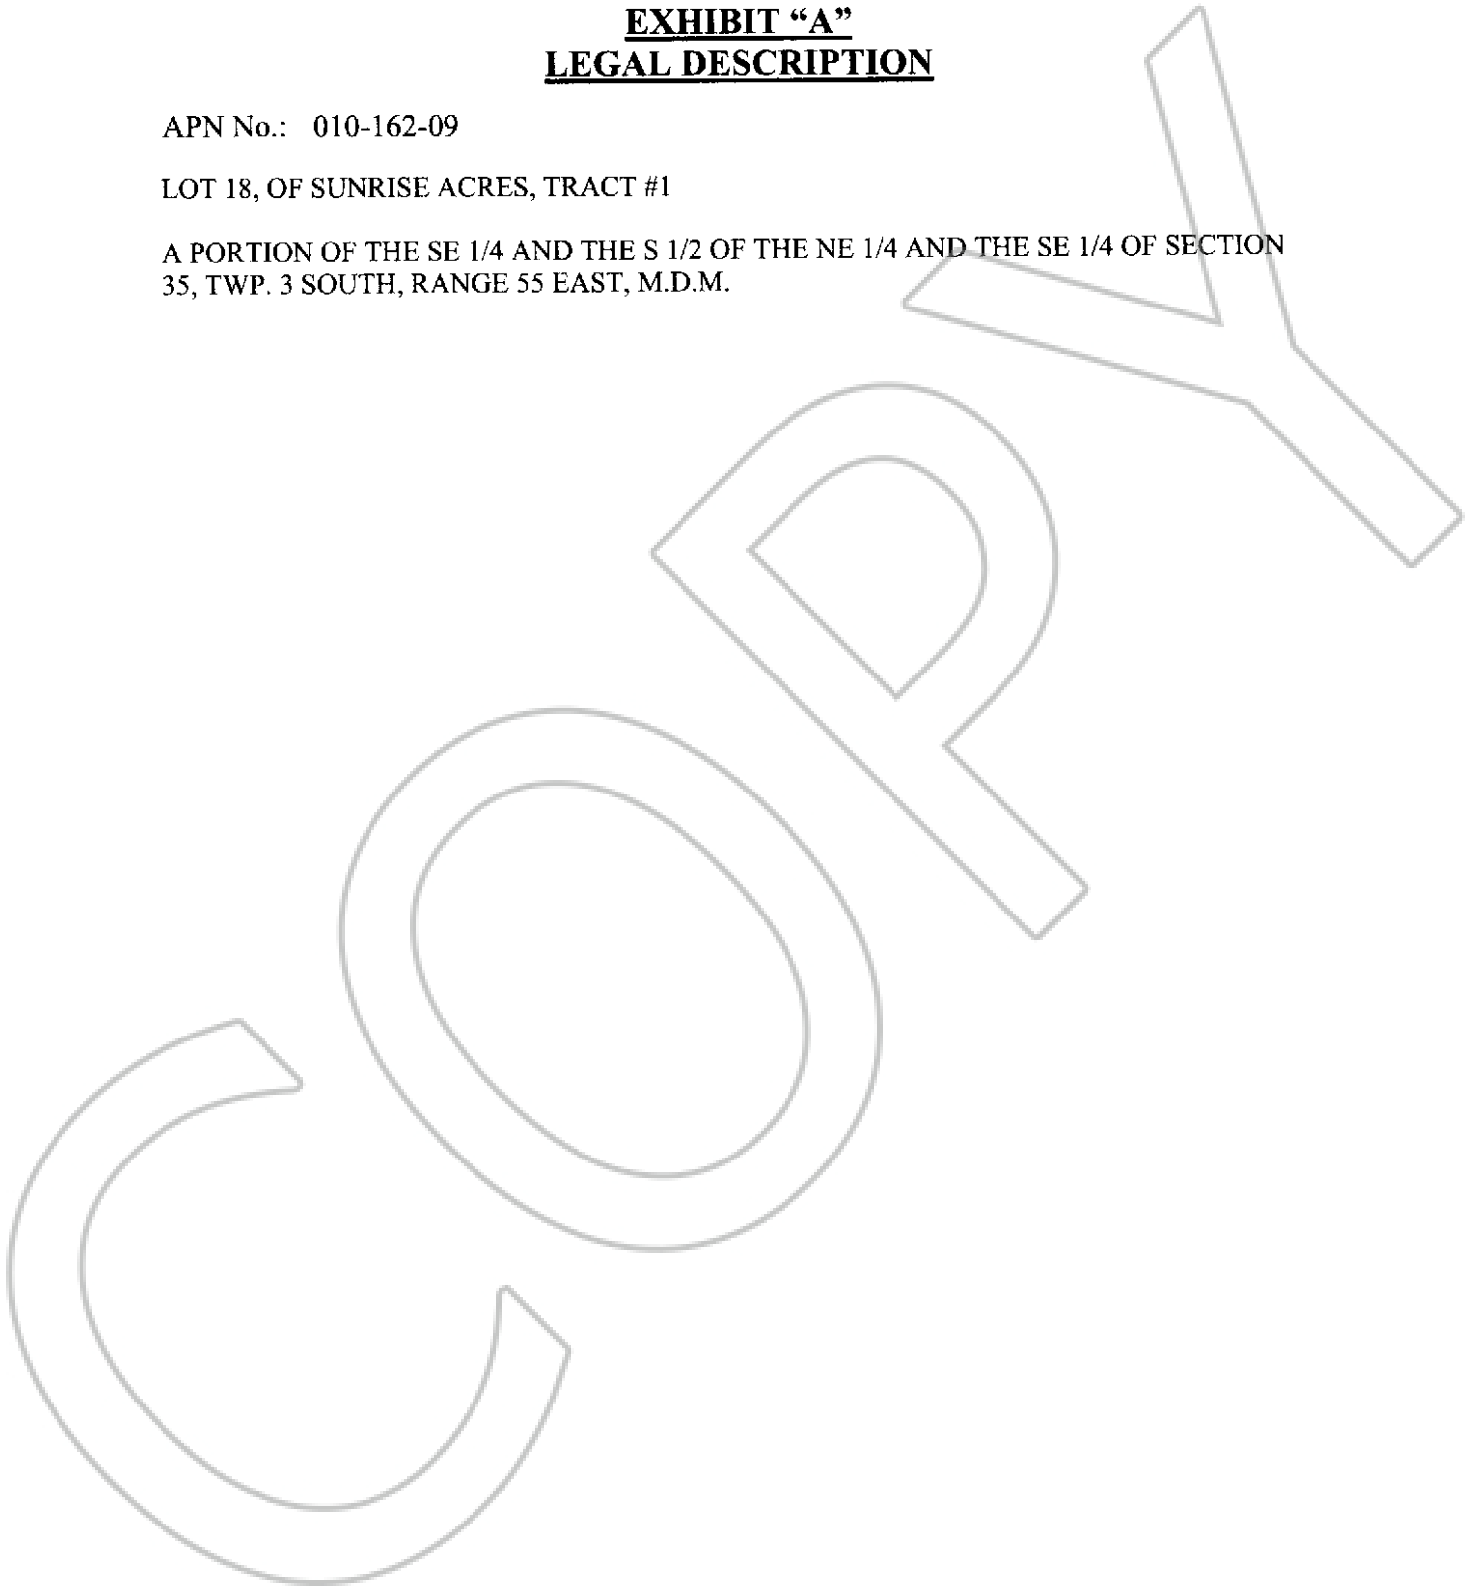 EXHIBIT “A”
LEGAL DESCRIPTION
APN No.: 010-162-09
LOT 18, OF SUNRISE ACRES, TRACT #1
A PORTION OF THE SE 1/4 AND THE S 1/2 OF THE NE 1/4 AND THE SE 1/4 OF SECTION
35, TWP. 3 SOUTH, RANGE 55 EAST, M.D.M.
COPY